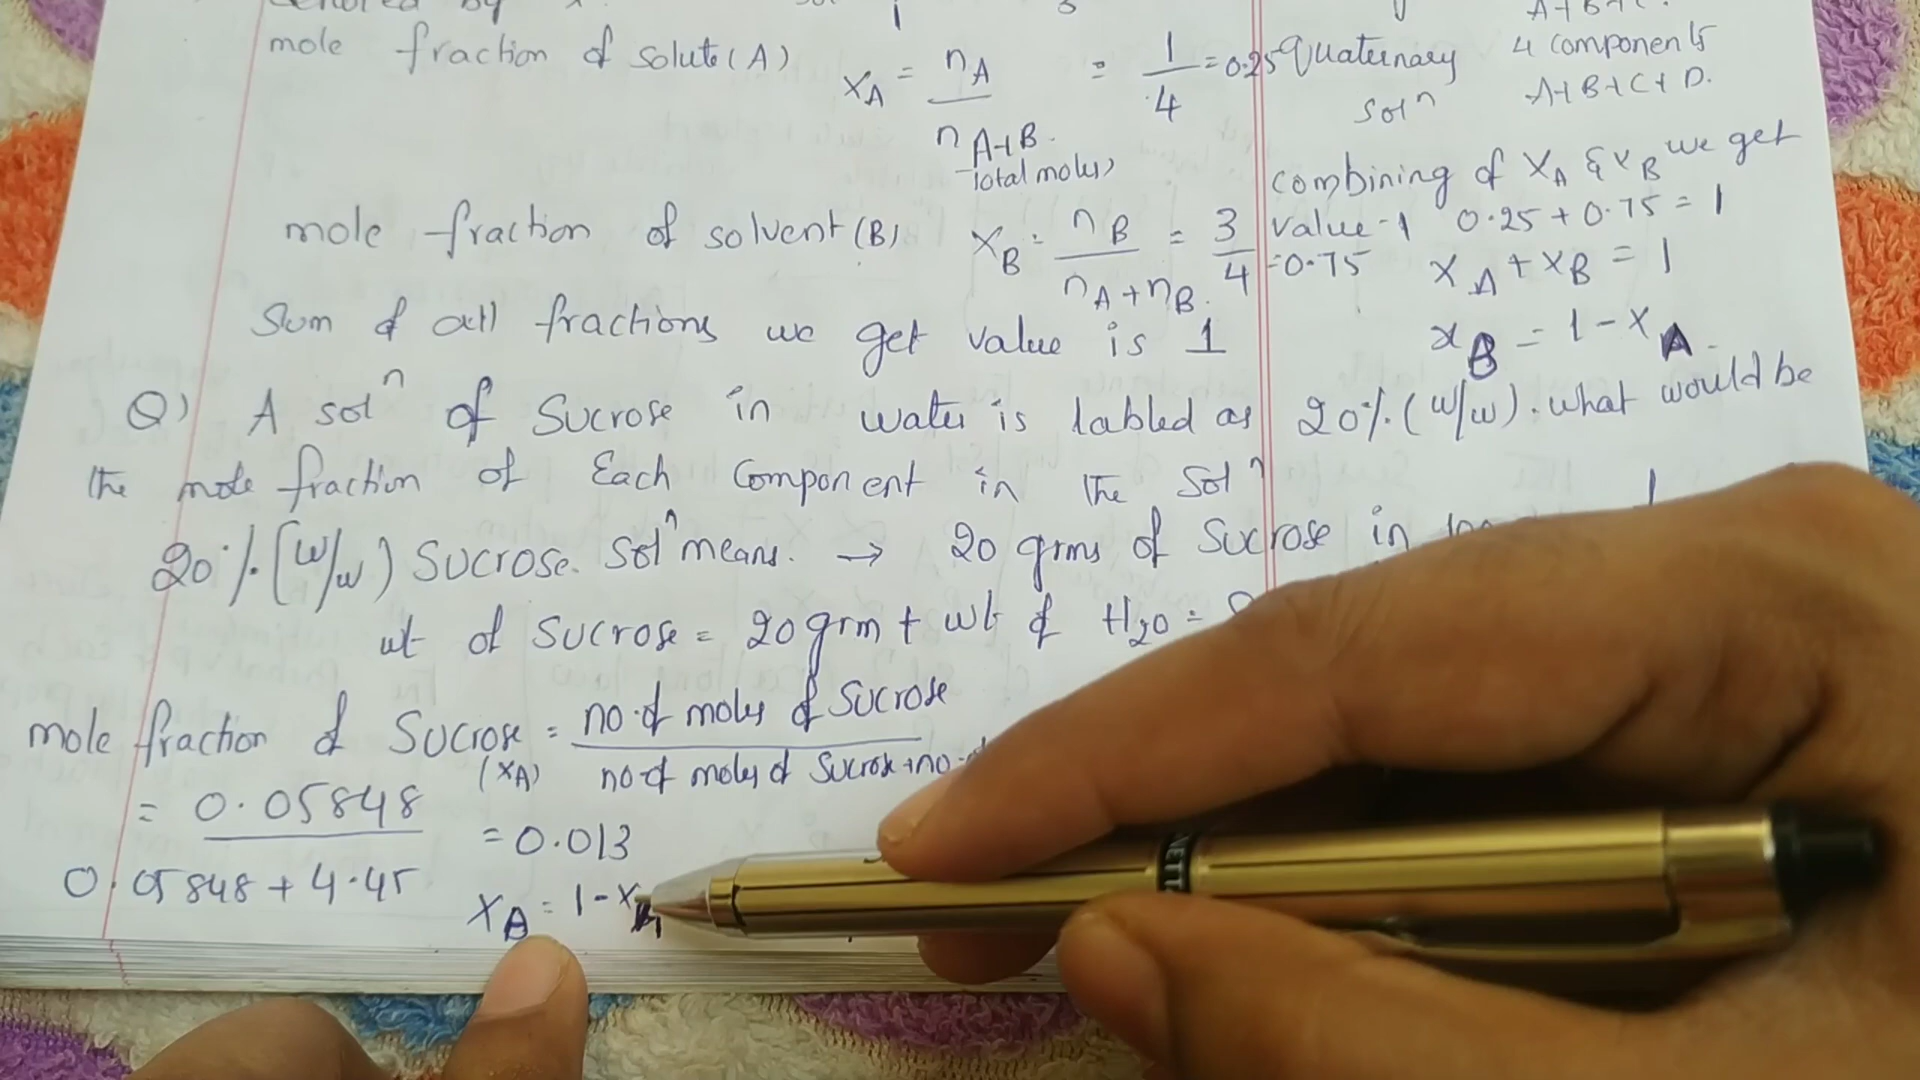 mole fraction of solute (A) xA = nA / nA+B = 1/4 = 0.25
Total moles
Quaternary 4 components
soln A+B+C+D.
mole fraction of solvent (B) xB = nB / nA+nB. = 3/4 = 0.75
combining of xA & xB we get
value-1 0.25 + 0.75 = 1
xA + xB = 1
xB = 1 - xA
Sum of all fractions we get value is 1
Q) A soln of Sucrose in water is labled as 20%. (W/W). what would be
the mole fraction of Each Component in the Soln
20%. (W/W) Sucrose. Soln means. → 20 grms of Sucrose in
wt of Sucrose = 20grm + wt of H2O =
mole fraction of Sucrose (XA) = no.of moles of Sucrose
no of moles of Sucrose + no.
= 0.05848 = 0.013
0.05848 + 4.45
= 1 - x